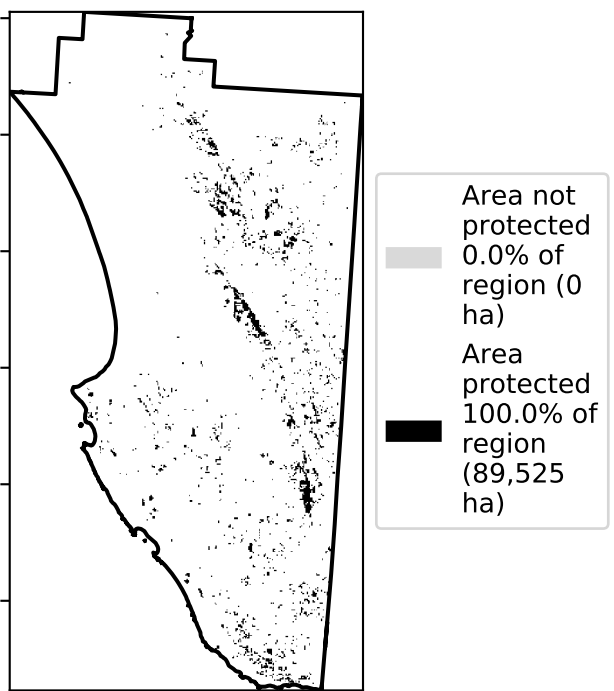 Area not
protected
0.0% of
region (0
ha)
Area
protected
100.0% of
region
(89,525
ha)